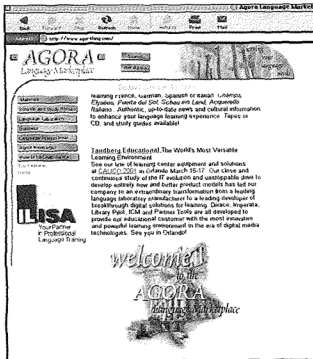 Agora Language Market
Back
Refresh
Home
Print
Mail
http://www.agoralang.com/
AGORA
Language Marketplace
learning French, German, Spanish or Italian. Champs,
Elysées, Puerta del Sol, Schau ins Land, Acquerello
Italiano. Authentic, up-to-date news and cultural information
to enhance your language learning experience. Tapes or
CD, and study guides available!
Tandberg Educational The World's Most Versatile
Learning Environment
See our line of learning center equipment and solutions
at CALICO 2001 in Orlando March 15-17. Our close and
continuous study of the IT evolution and unstoppable drive to
develop entirely new and better product models has led our
company to an extraordinary transformation from a leading
language laboratory manufacturer to a leading developer of
breakthrough digital solutions for learning. Divace, Imperata,
Library Pilot, ICM and Partner Tools are all developed to
provide our educational customer with the most innovative
and powerful learning environment in the era of digital media
technologies. See you in Orlando!
ILISA
Your Partner
in Professional
Language Training
welcome
to the
AGORA
Language Marketplace